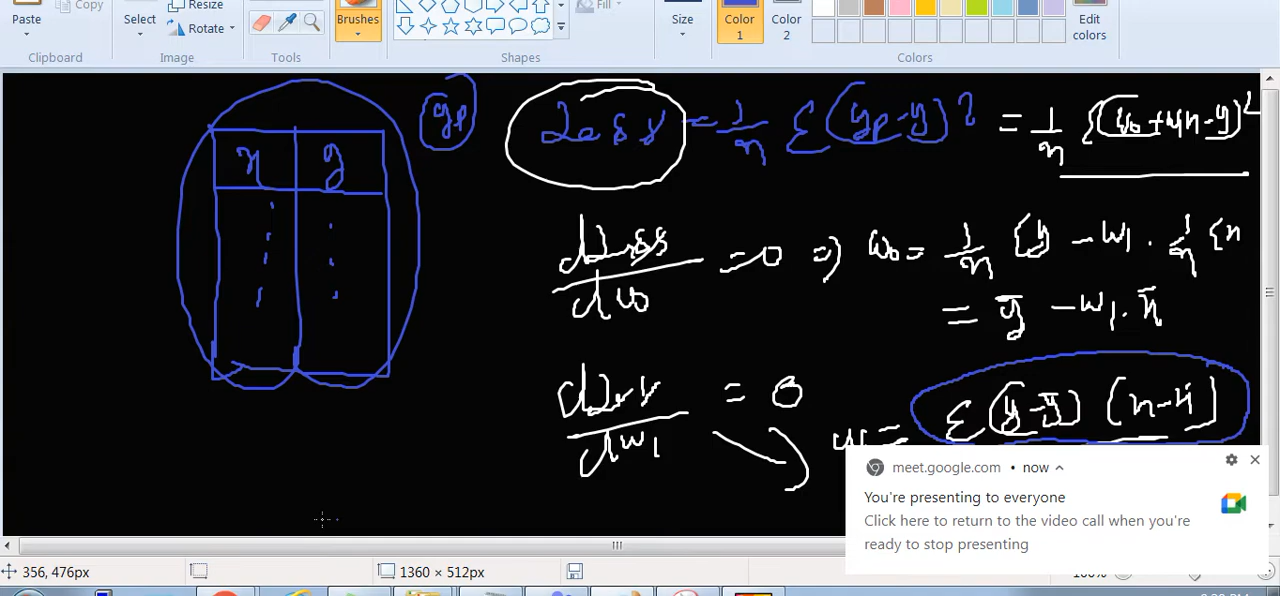 Paste
Copy
Select
Resize
Rotate
Brushes
Fill
Size
Color 1
Color 2
Edit colors
Clipboard
Image
Tools
Shapes
Colors
x y
yp
Loss = 1/n Σ(yp - y)² = 1/n Σ(w0 + w1x - y)²
dLoss/dw0 = 0 ⇒ w0 = 1/n Σy - w1 · 1/n Σx
= ȳ - w1 · x̄
dLoss/dw1 = 0
Σ(y - ȳ) (x - x̄)
meet.google.com • now
You're presenting to everyone
Click here to return to the video call when you're
ready to stop presenting
356, 476px
1360 × 512px